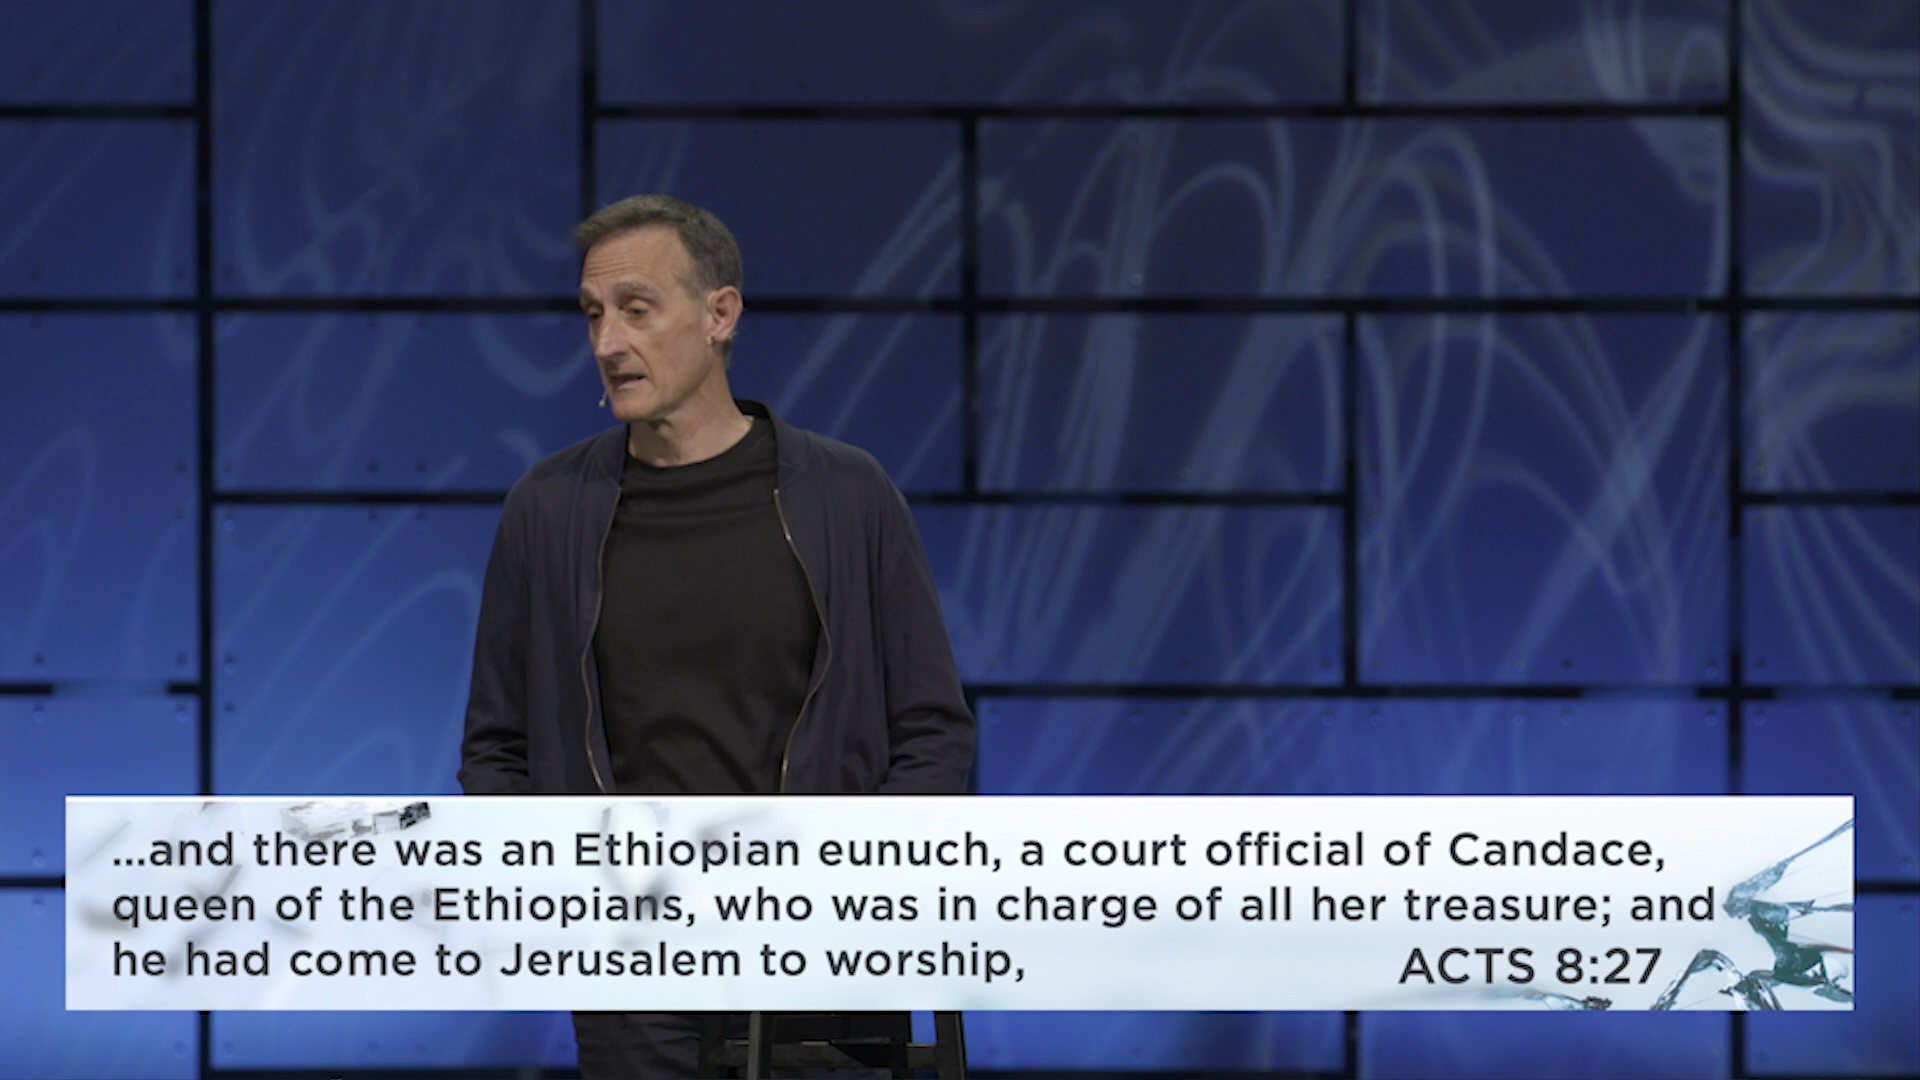 ...and there was an Ethiopian eunuch, a court official of Candace,
queen of the Ethiopians, who was in charge of all her treasure; and
he had come to Jerusalem to worship,
ACTS 8:27